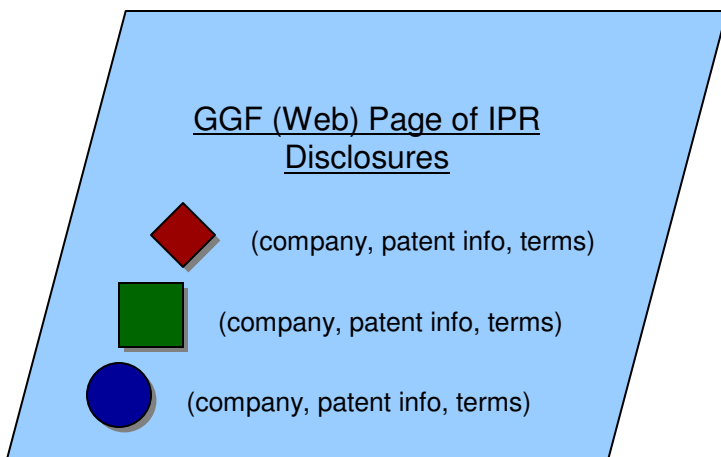 GGF (Web) Page of IPR
Disclosures
(company, patent info, terms)
(company, patent info, terms)
(company, patent info, terms)